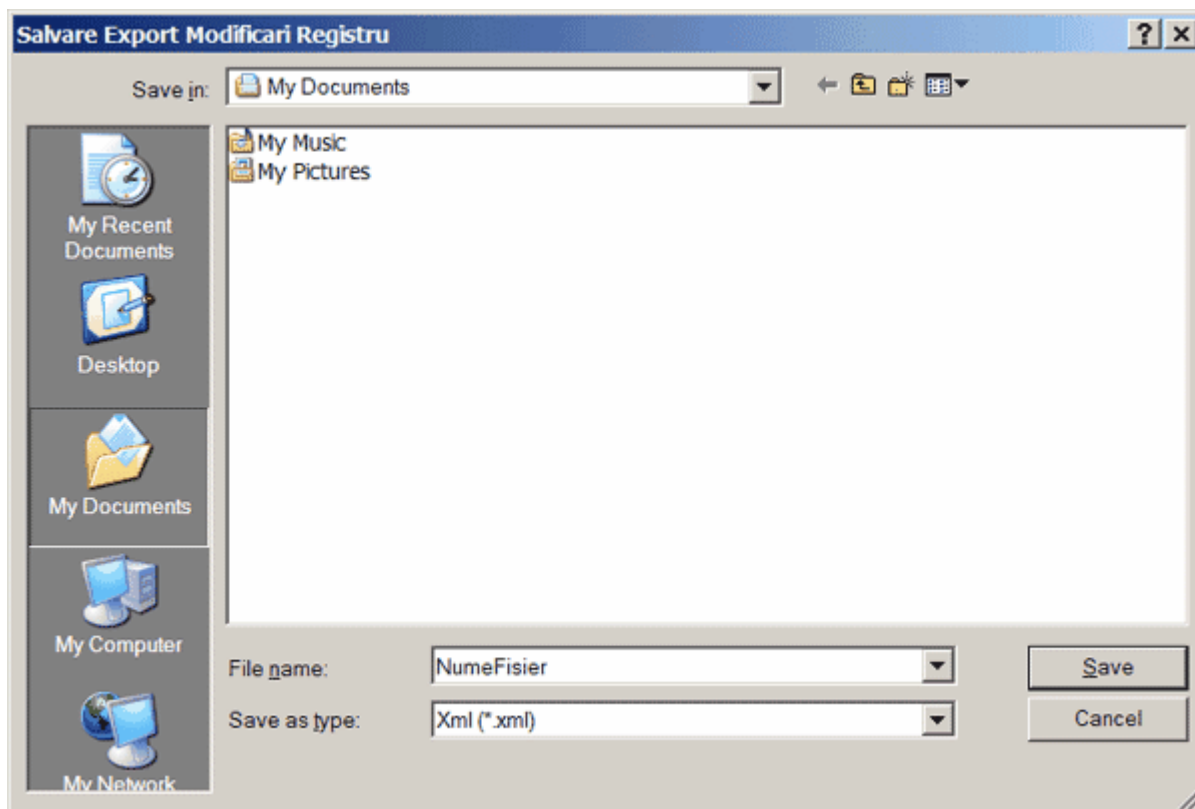 Salvare Export Modificari Registru
Save in:
My Documents
My Music
My Pictures
My Recent
Documents
Desktop
My Documents
My Computer
My Network
File name:
NumeFisier
Save
Save as type:
Xml (*.xml)
Cancel